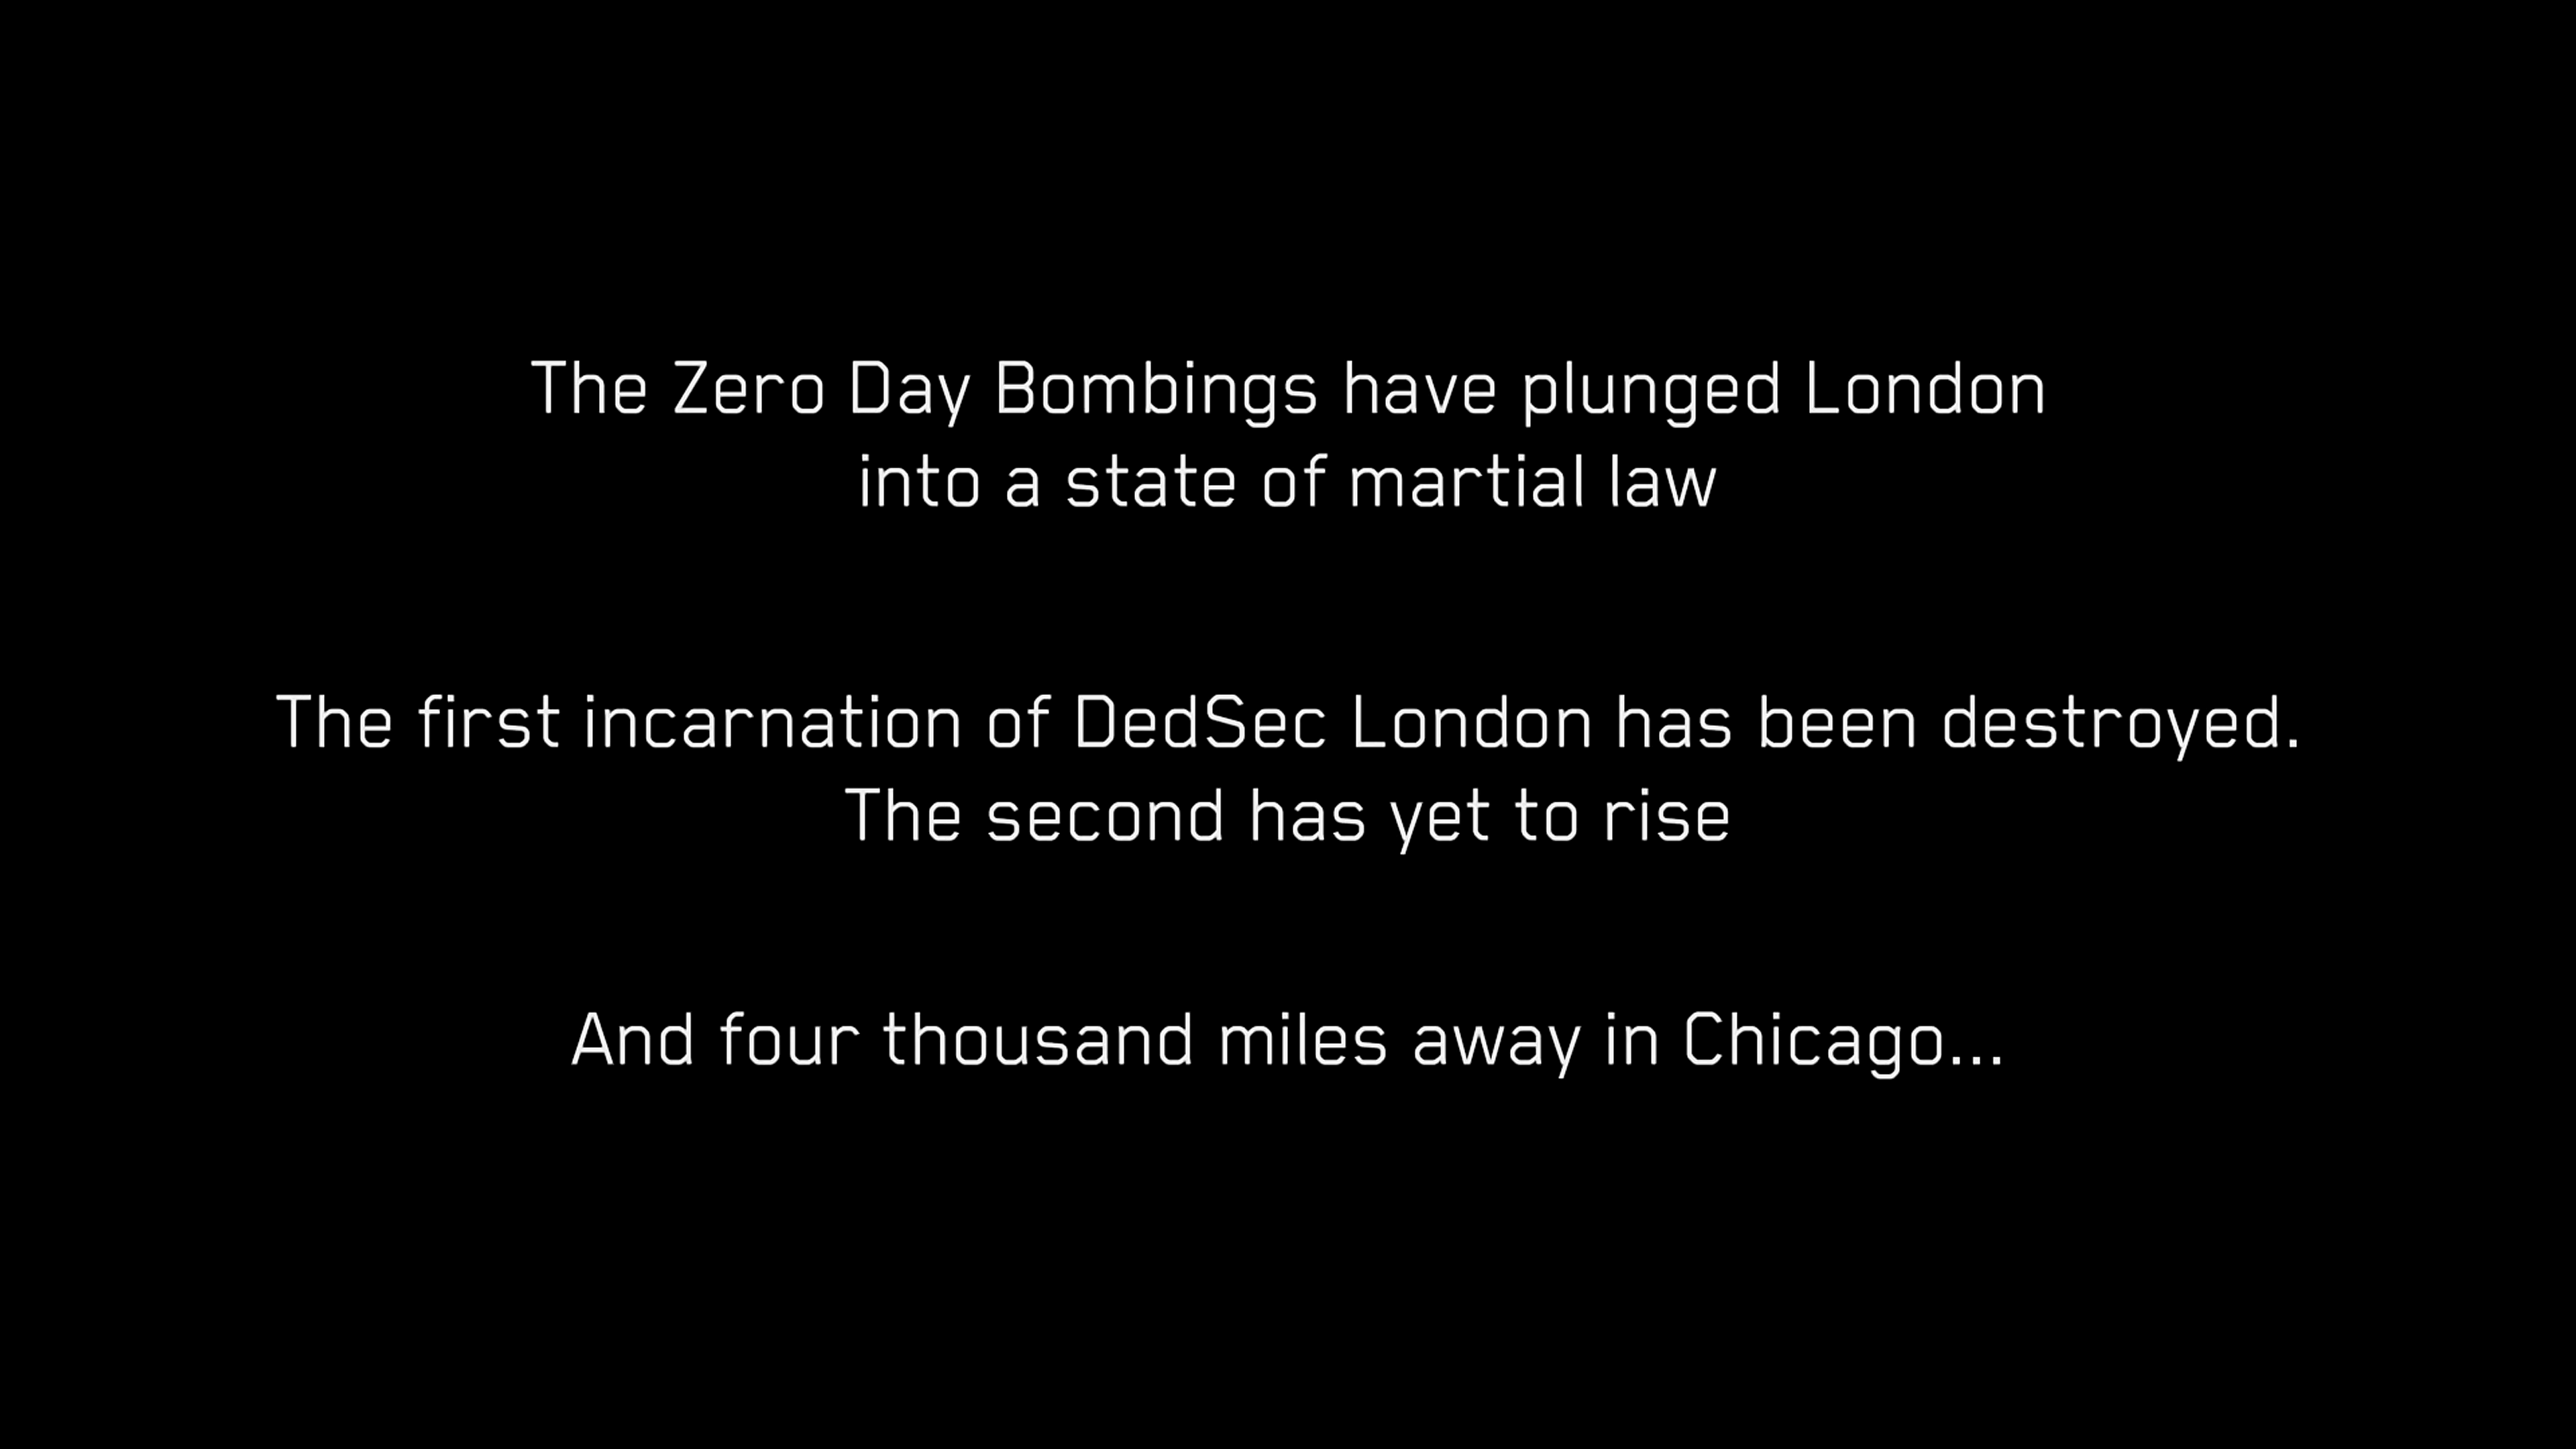 The Zero Day Bombings have plunged London
into a state of martial law
The first incarnation of DedSec London has been destroyed.
The second has yet to rise
And four thousand miles away in Chicago...